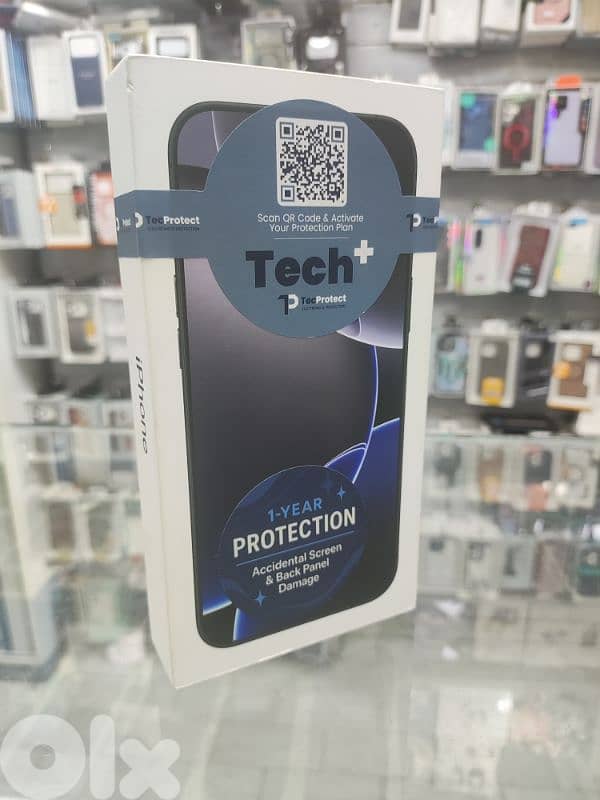 Scan QR Code & Activate
Your Protection Plan
TecProtect
Tech+
TecProtect
iPhone
1-YEAR
PROTECTION
Accidental Screen
& Back Panel
Damage
Olx